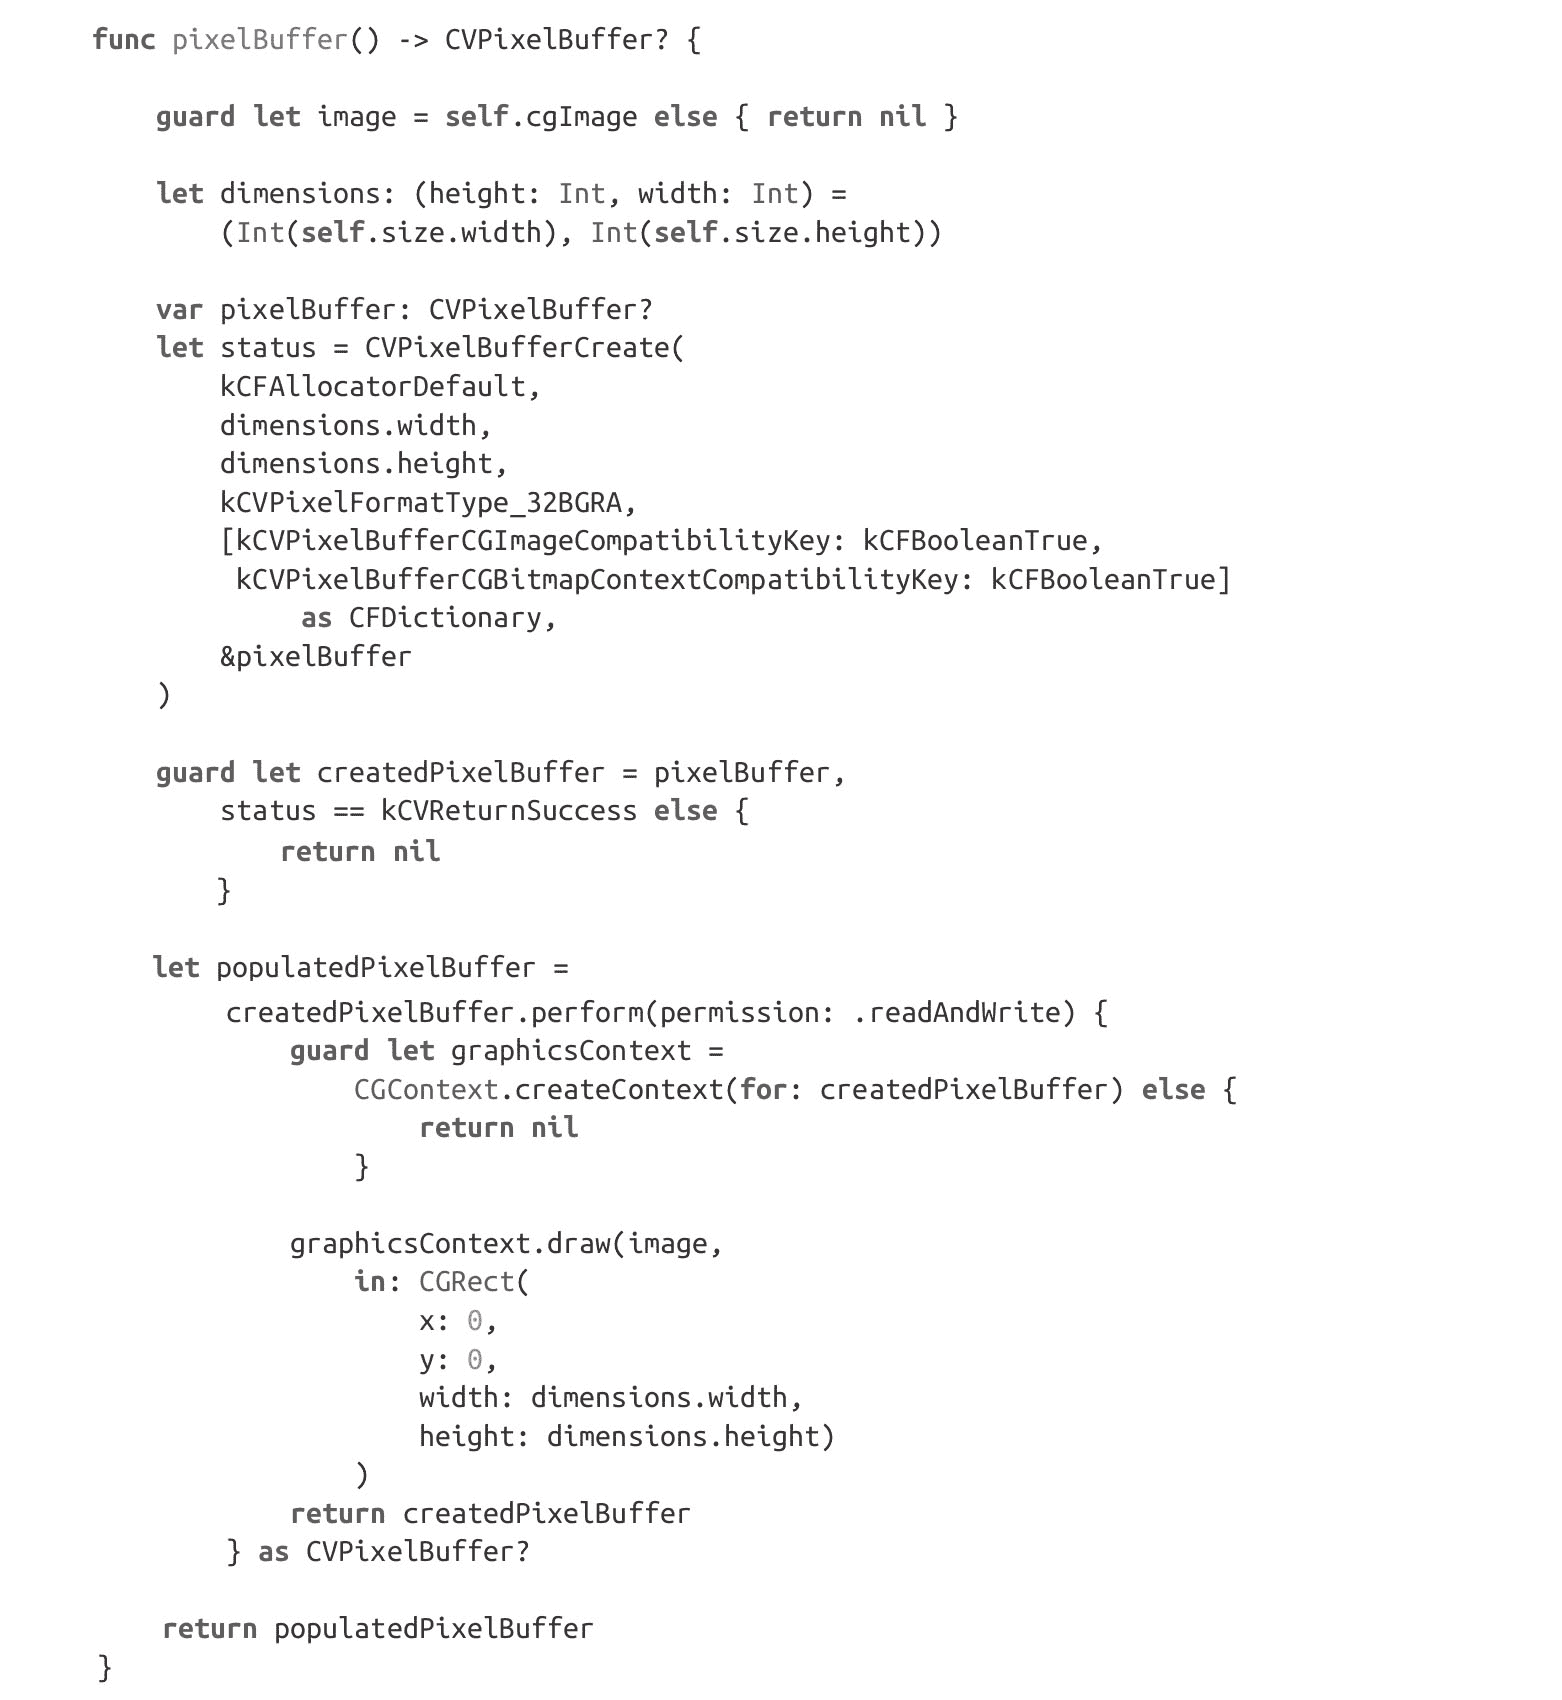 func pixelBuffer() -> CVPixelBuffer? {
guard let image = self.cgImage else { return nil }
let dimensions: (height: Int, width: Int) =
(Int(self.size.width), Int(self.size.height))
var pixelBuffer: CVPixelBuffer?
let status = CVPixelBufferCreate(
kCFAllocatorDefault,
dimensions.width,
dimensions.height,
kCVPixelFormatType_32BGRA,
[kCVPixelBufferCGImageCompatibilityKey: kCFBooleanTrue,
kCVPixelBufferCGBitmapContextCompatibilityKey: kCFBooleanTrue]
as CFDictionary,
&pixelBuffer
)
guard let createdPixelBuffer = pixelBuffer,
status == kCVReturnSuccess else {
return nil
}
let populatedPixelBuffer =
createdPixelBuffer.perform(permission: .readAndWrite) {
guard let graphicsContext =
CGContext.createContext(for: createdPixelBuffer) else {
return nil
}
graphicsContext.draw(image,
in: CGRect(
x: 0,
y: 0,
width: dimensions.width,
height: dimensions.height)
)
return createdPixelBuffer
} as CVPixelBuffer?
return populatedPixelBuffer
}